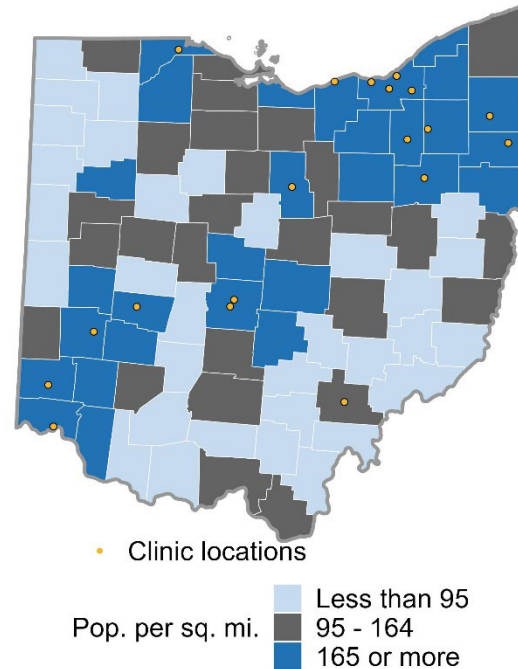 Clinic locations
Pop. per sq. mi.
Less than 95
95 - 164
165 or more